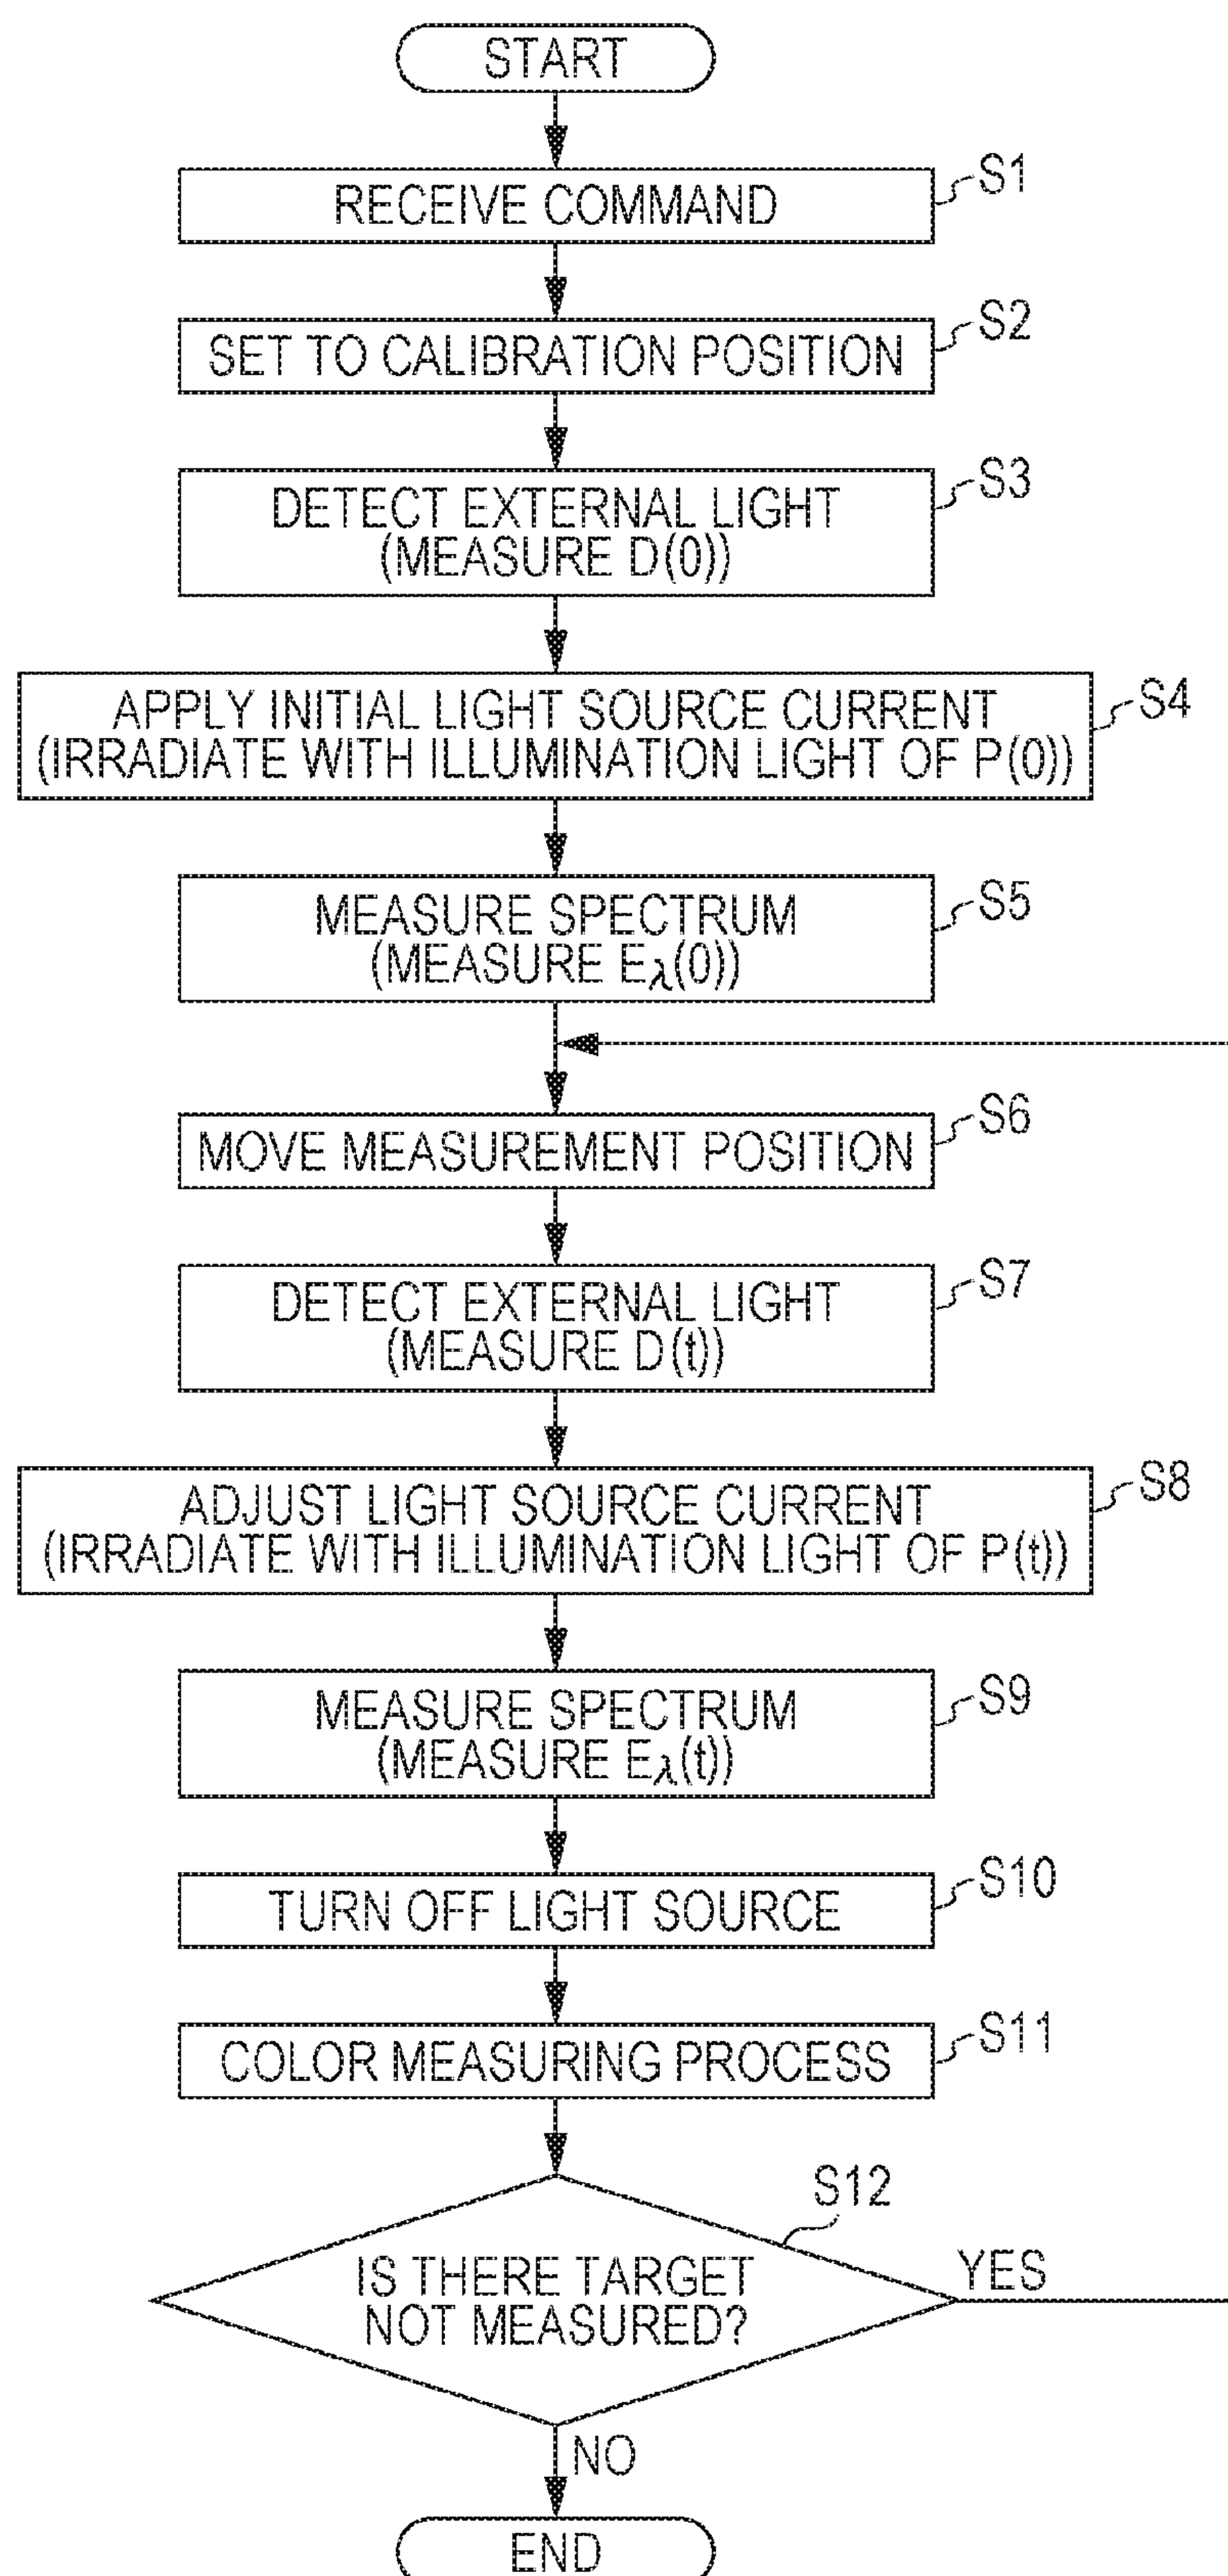 START
RECEIVE COMMAND
S1
SET TO CALIBRATION POSITION
S2
DETECT EXTERNAL LIGHT
(MEASURE D(0))
S3
APPLY INITIAL LIGHT SOURCE CURRENT
(IRRADIATE WITH ILLUMINATION LIGHT OF P(0))
S4
MEASURE SPECTRUM
(MEASURE Eλ(0))
S5
MOVE MEASUREMENT POSITION
S6
DETECT EXTERNAL LIGHT
(MEASURE D(t))
S7
ADJUST LIGHT SOURCE CURRENT
(IRRADIATE WITH ILLUMINATION LIGHT OF P(t))
S8
MEASURE SPECTRUM
(MEASURE Eλ(t))
S9
TURN OFF LIGHT SOURCE
S10
COLOR MEASURING PROCESS
S11
S12
IS THERE TARGET
NOT MEASURED?
YES
NO
END